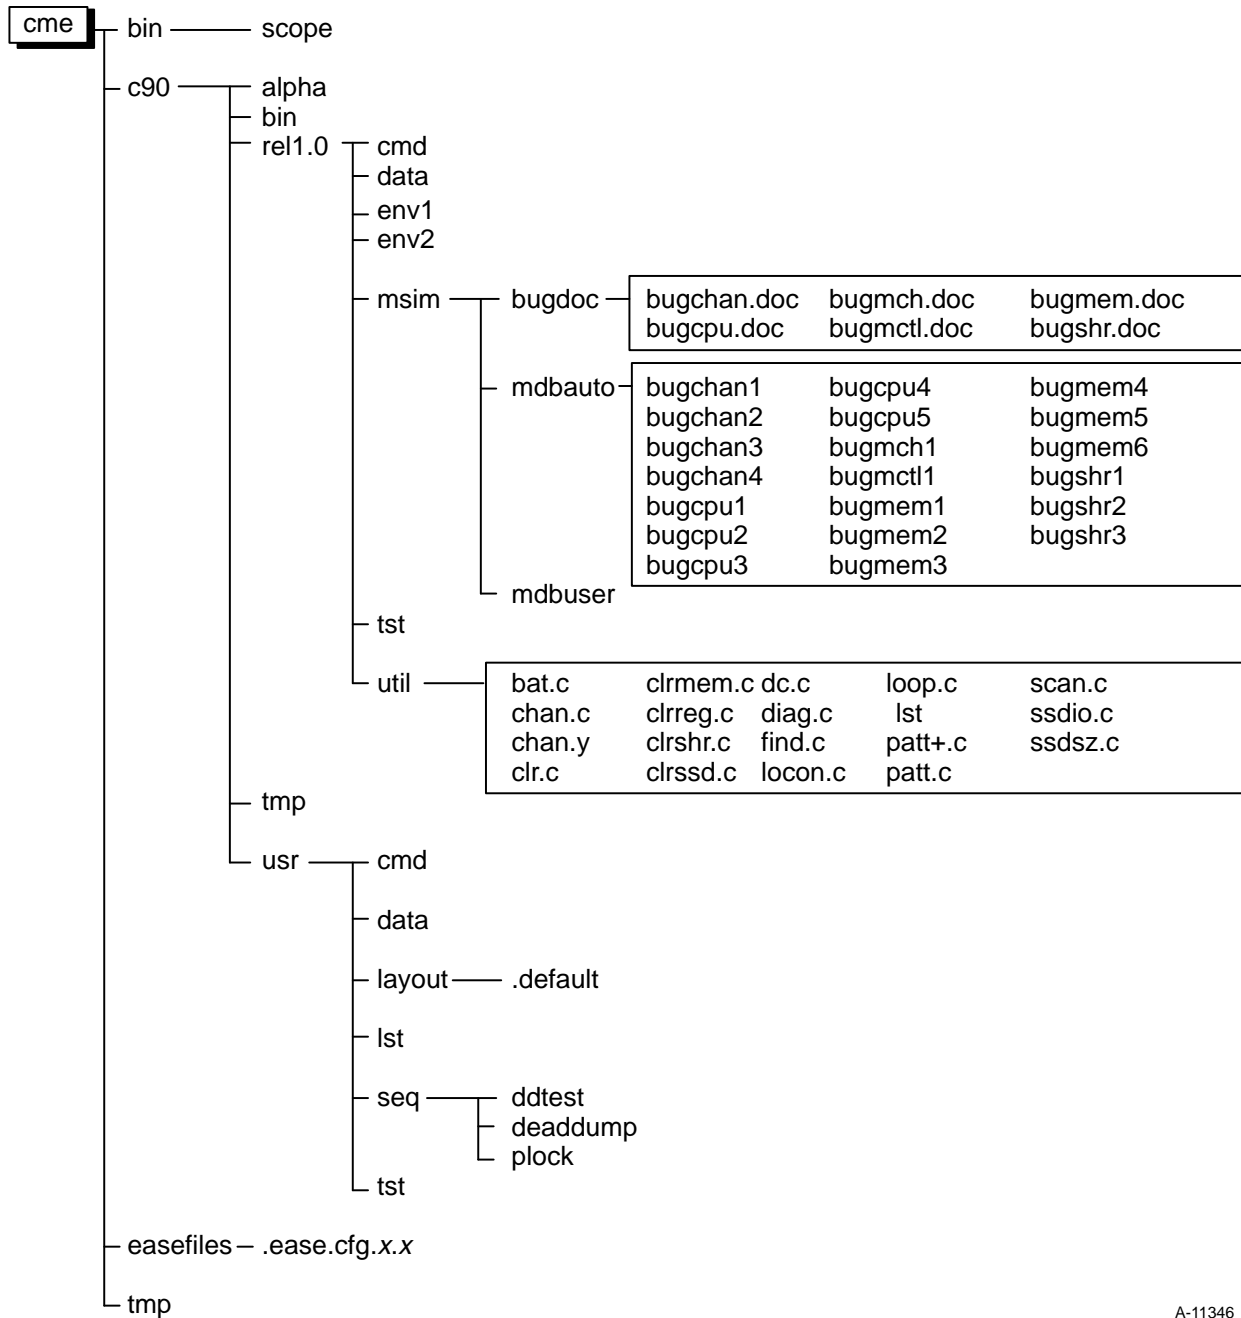 cme bin scope
c90 alpha
bin
rel1.0 cmd
data
env1
env2
msim bugdoc bugchan.doc bugmch.doc bugmem.doc
bugcpu.doc bugmctl.doc bugshr.doc
mdbauto bugchan1 bugcpu4 bugmem4
bugchan2 bugcpu5 bugmem5
bugchan3 bugmch1 bugmem6
bugchan4 bugmctl1 bugshr1
bugcpu1 bugmem1 bugshr2
bugcpu2 bugmem2 bugshr3
bugcpu3 bugmem3
mdbuser
tst
util bat.c clrmem.c dc.c loop.c scan.c
chan.c clrreg.c diag.c lst ssdio.c
chan.y clrshr.c find.c patt+.c ssdsz.c
clr.c clrssd.c locon.c patt.c
tmp
usr cmd
data
layout .default
lst
seq ddtest
deaddump
plock
tst
easefiles .ease.cfg.x.x
tmp
A-11346